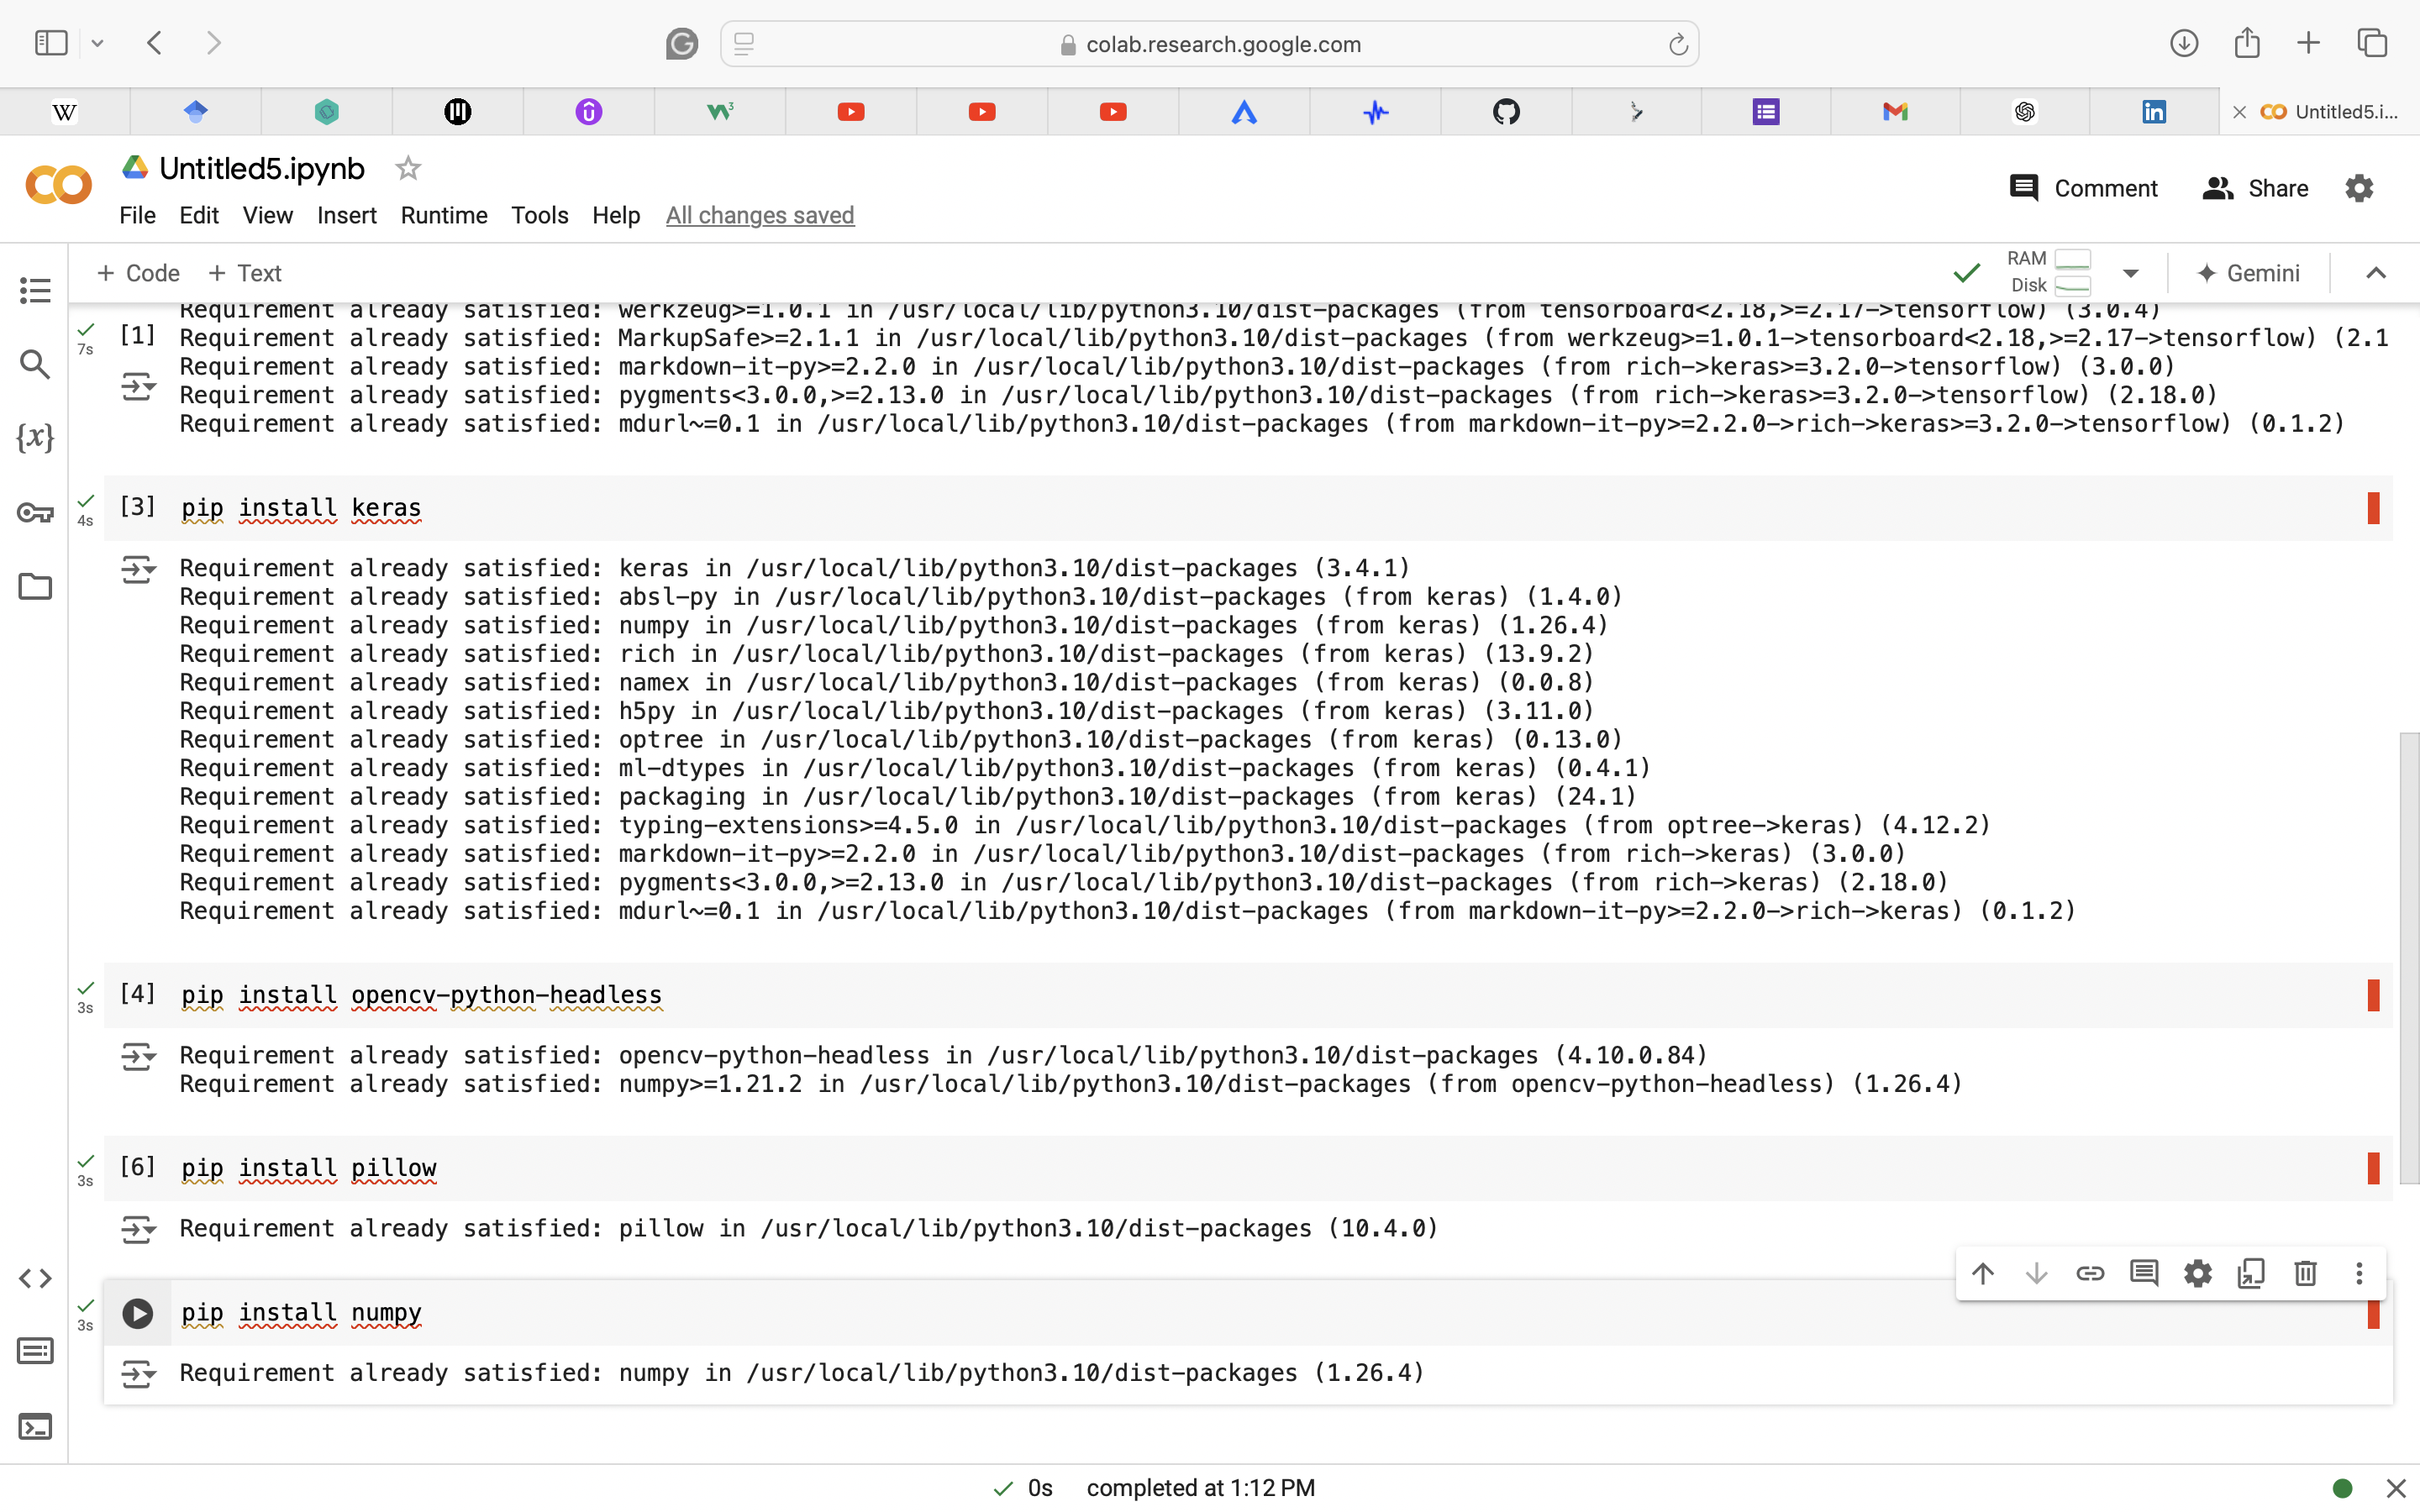 colab.research.google.com
Untitled5.i...
Untitled5.ipynb
File Edit View Insert Runtime Tools Help All changes saved
Comment Share
+ Code + Text
RAM
Disk
Gemini
Requirement already satisfied: werkzeug>=1.0.1 in /usr/local/lib/python3.10/dist-packages (from tensorboard<2.18,>=2.17->tensorflow) (3.0.4)
7s [1] Requirement already satisfied: MarkupSafe>=2.1.1 in /usr/local/lib/python3.10/dist-packages (from werkzeug>=1.0.1->tensorboard<2.18,>=2.17->tensorflow) (2.1
Requirement already satisfied: markdown-it-py>=2.2.0 in /usr/local/lib/python3.10/dist-packages (from rich->keras>=3.2.0->tensorflow) (3.0.0)
Requirement already satisfied: pygments<3.0.0,>=2.13.0 in /usr/local/lib/python3.10/dist-packages (from rich->keras>=3.2.0->tensorflow) (2.18.0)
Requirement already satisfied: mdurl~=0.1 in /usr/local/lib/python3.10/dist-packages (from markdown-it-py>=2.2.0->rich->keras>=3.2.0->tensorflow) (0.1.2)
4s [3] pip install keras
Requirement already satisfied: keras in /usr/local/lib/python3.10/dist-packages (3.4.1)
Requirement already satisfied: absl-py in /usr/local/lib/python3.10/dist-packages (from keras) (1.4.0)
Requirement already satisfied: numpy in /usr/local/lib/python3.10/dist-packages (from keras) (1.26.4)
Requirement already satisfied: rich in /usr/local/lib/python3.10/dist-packages (from keras) (13.9.2)
Requirement already satisfied: namex in /usr/local/lib/python3.10/dist-packages (from keras) (0.0.8)
Requirement already satisfied: h5py in /usr/local/lib/python3.10/dist-packages (from keras) (3.11.0)
Requirement already satisfied: optree in /usr/local/lib/python3.10/dist-packages (from keras) (0.13.0)
Requirement already satisfied: ml-dtypes in /usr/local/lib/python3.10/dist-packages (from keras) (0.4.1)
Requirement already satisfied: packaging in /usr/local/lib/python3.10/dist-packages (from keras) (24.1)
Requirement already satisfied: typing-extensions>=4.5.0 in /usr/local/lib/python3.10/dist-packages (from optree->keras) (4.12.2)
Requirement already satisfied: markdown-it-py>=2.2.0 in /usr/local/lib/python3.10/dist-packages (from rich->keras) (3.0.0)
Requirement already satisfied: pygments<3.0.0,>=2.13.0 in /usr/local/lib/python3.10/dist-packages (from rich->keras) (2.18.0)
Requirement already satisfied: mdurl~=0.1 in /usr/local/lib/python3.10/dist-packages (from markdown-it-py>=2.2.0->rich->keras) (0.1.2)
3s [4] pip install opencv-python-headless
Requirement already satisfied: opencv-python-headless in /usr/local/lib/python3.10/dist-packages (4.10.0.84)
Requirement already satisfied: numpy>=1.21.2 in /usr/local/lib/python3.10/dist-packages (from opencv-python-headless) (1.26.4)
3s [6] pip install pillow
Requirement already satisfied: pillow in /usr/local/lib/python3.10/dist-packages (10.4.0)
3s pip install numpy
Requirement already satisfied: numpy in /usr/local/lib/python3.10/dist-packages (1.26.4)
0s completed at 1:12 PM